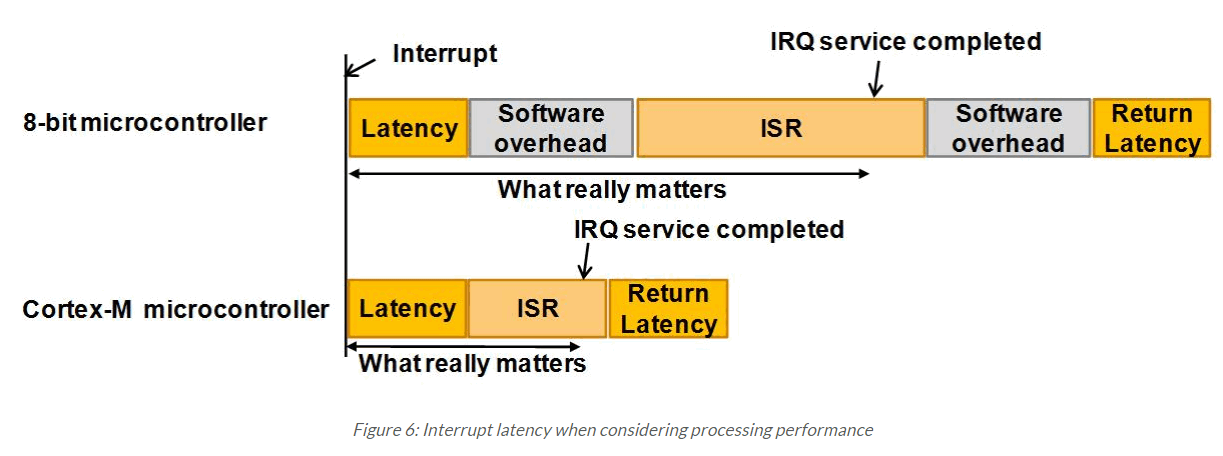 Interrupt
IRQ service completed
8-bit microcontroller
Latency
Software
overhead
ISR
Software
overhead
Return
Latency
What really matters
IRQ service completed
Cortex-M microcontroller
Latency
ISR
Return
Latency
What really matters
Figure 6: Interrupt latency when considering processing performance